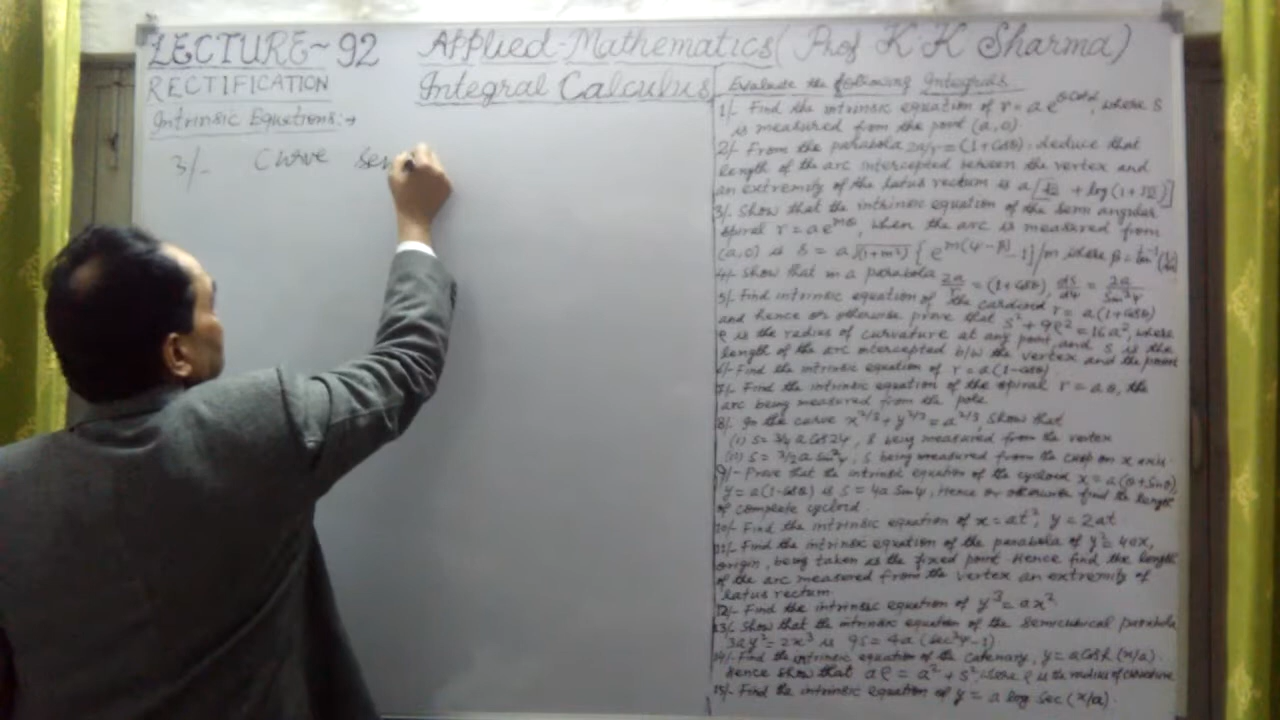 LECTURE~92 Applied-Mathematics( Prof K K Sharma)
RECTIFICATION Integral Calculus
Intrinsic Equations:→
3/- Curve Sem
Evaluate the following Integrals
1/- Find the intrinsic equation of r = a e^θcotα, where S
is measured from the point (a,0)
2/- From the parabola 2a/r = (1+Cosθ), deduce that
length of the arc intercepted between the vertex and
an extremity of the latus rectum is a[√2 + log(1+√2)]
3/- Show that the intrinsic equation of the semi angular
spiral r = a e^mθ, when the arc is measured from
(a,0) is S = a√(1+m²) { e^m(ψ-β) -1}/m where β = tan⁻¹(1/m)
4/- Show that in a parabola 2a/r = (1+Cosθ), ds/dψ = 2a/Sin³ψ
5/- Find intrinsic equation of the cardioid r = a(1+Cosθ)
and hence or otherwise prove that S²+9ρ²=16a², where
ρ is the radius of curvature at any point, and S is the
length of the arc intercepted b/w the vertex and the point
6/- Find the intrinsic equation of r = a(1-cosθ)
7/- Find the intrinsic equation of the spiral r = aθ, the
arc being measured from the pole
8/- In the curve x^2/3 + y^2/3 = a^2/3, Show that
(i) S = 3/4 a Cos2ψ, S being measured from the vertex
(ii) S = 3/2 a sin²ψ, S being measured from the cusp on x axis.
9/- Prove that the intrinsic equation of the cycloid x = a(θ+Sinθ),
y = a(1-Cosθ) is S = 4a Sinψ, Hence or otherwise find the length
of complete cycloid.
10/- Find the intrinsic equation of x = at², y = 2at
11/- Find the intrinsic equation of the parabola of y² = 4ax,
origin, being taken as the fixed point Hence find the length
of the arc measured from the vertex an extremity of
latus rectum.
12/- Find the intrinsic equation of y³ = ax²
13/- Show that the intrinsic equation of the semicubical parabola
3ay² = 2x³ is 9S = 4a(sec³ψ-1)
14/- Find the intrinsic equation of the catenary, y = a Cosh(x/a).
hence show that aρ = a² + S² where ρ is the radius of curvature
15/- Find the intrinsic equation of y = a log sec(x/a).